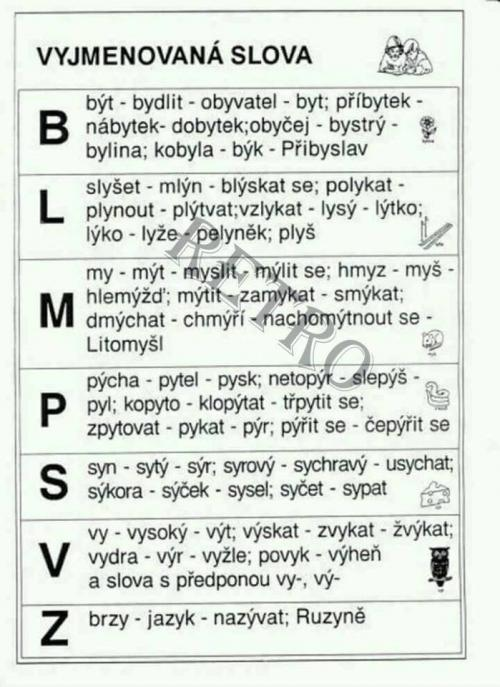 VYJMENOVANÁ SLOVA
B
být - bydlit - obyvatel - byt; příbytek -
nábytek- dobytek;obyčej - bystrý -
bylina; kobyla - býk - Přibyslav
L
slyšet - mlýn - blýskat se; polykat -
plynout - plýtvat;vzlykat - lysý - lýtko;
lýko - lyže - pelyněk; plyš
M
my - mýt - myslit - mýlit se; hmyz - myš -
hlemýžď; mýtit - zamykat - smýkat;
dmýchat - chmýří - nachomýtnout se -
Litomyšl
P
pýcha - pytel - pysk; netopýr - slepýš -
pyl; kopyto - klopýtat - třpytit se;
zpytovat - pykat - pýr; pýřit se - čepýřit se
S
syn - sytý - sýr; syrový - sychravý - usychat;
sýkora - sýček - sysel; syčet - sypat
V
vy - vysoký - výt; výskat - zvykat - žvýkat;
vydra - výr - vyžle; povyk - výheň
a slova s předponou vy-, vý-
Z
brzy - jazyk - nazývat; Ruzyně
RETRO